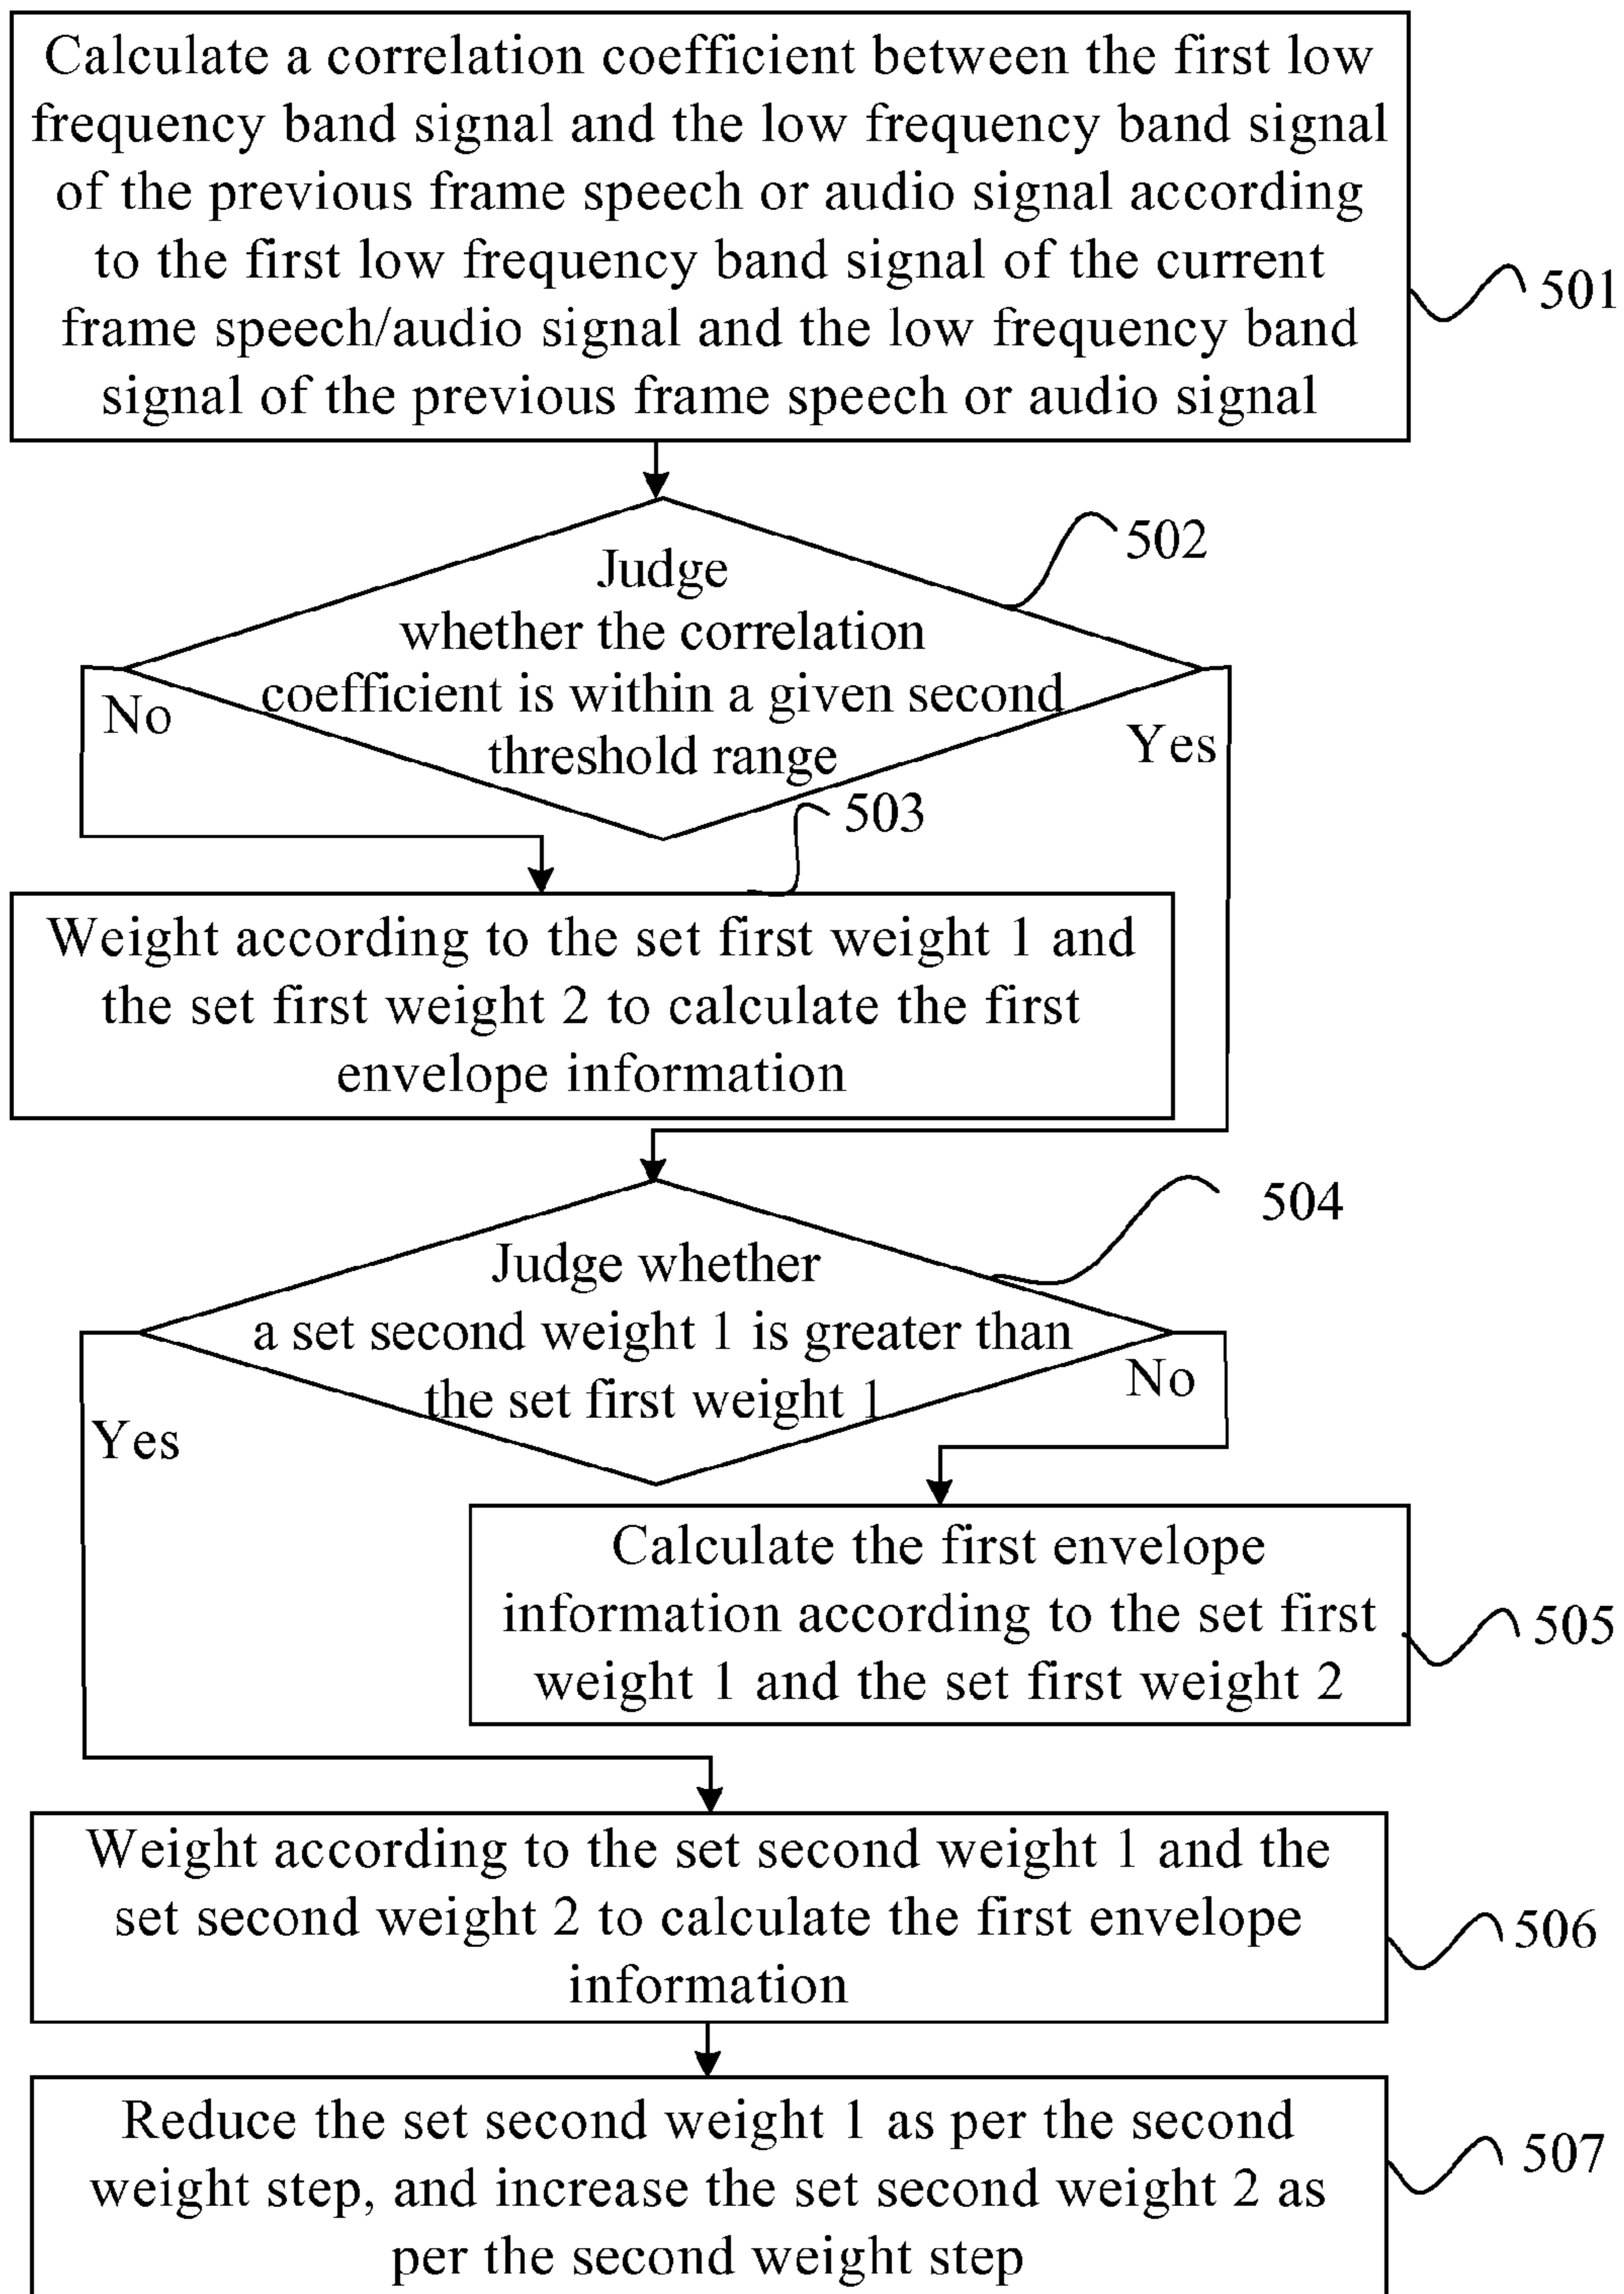 Calculate a correlation coefficient between the first low
frequency band signal and the low frequency band signal
of the previous frame speech or audio signal according
to the first low frequency band signal of the current
frame speech/audio signal and the low frequency band
signal of the previous frame speech or audio signal
501
502
Judge
whether the correlation
coefficient is within a given second
threshold range
No
Yes
503
Weight according to the set first weight 1 and
the set first weight 2 to calculate the first
envelope information
504
Judge whether
a set second weight 1 is greater than
the set first weight 1
No
Yes
Calculate the first envelope
information according to the set first
weight 1 and the set first weight 2
505
Weight according to the set second weight 1 and the
set second weight 2 to calculate the first envelope
information
506
Reduce the set second weight 1 as per the second
weight step, and increase the set second weight 2 as
per the second weight step
507